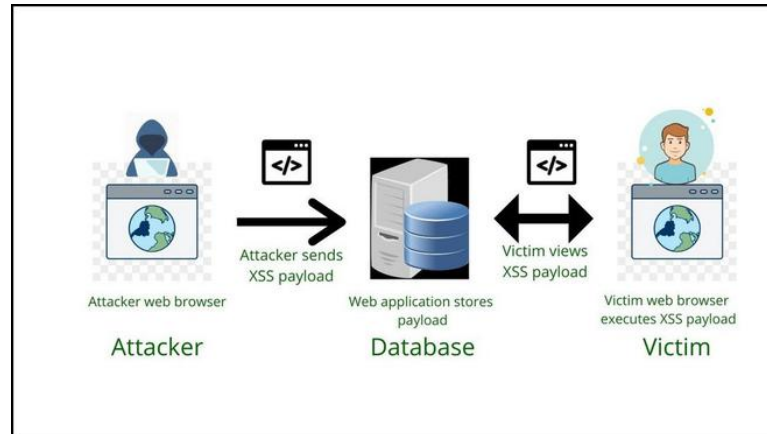 </>
</>
Attacker sends
XSS payload
Victim views
XSS payload
Attacker web browser
Web application stores
payload
Victim web browser
executes XSS payload
Attacker
Database
Victim